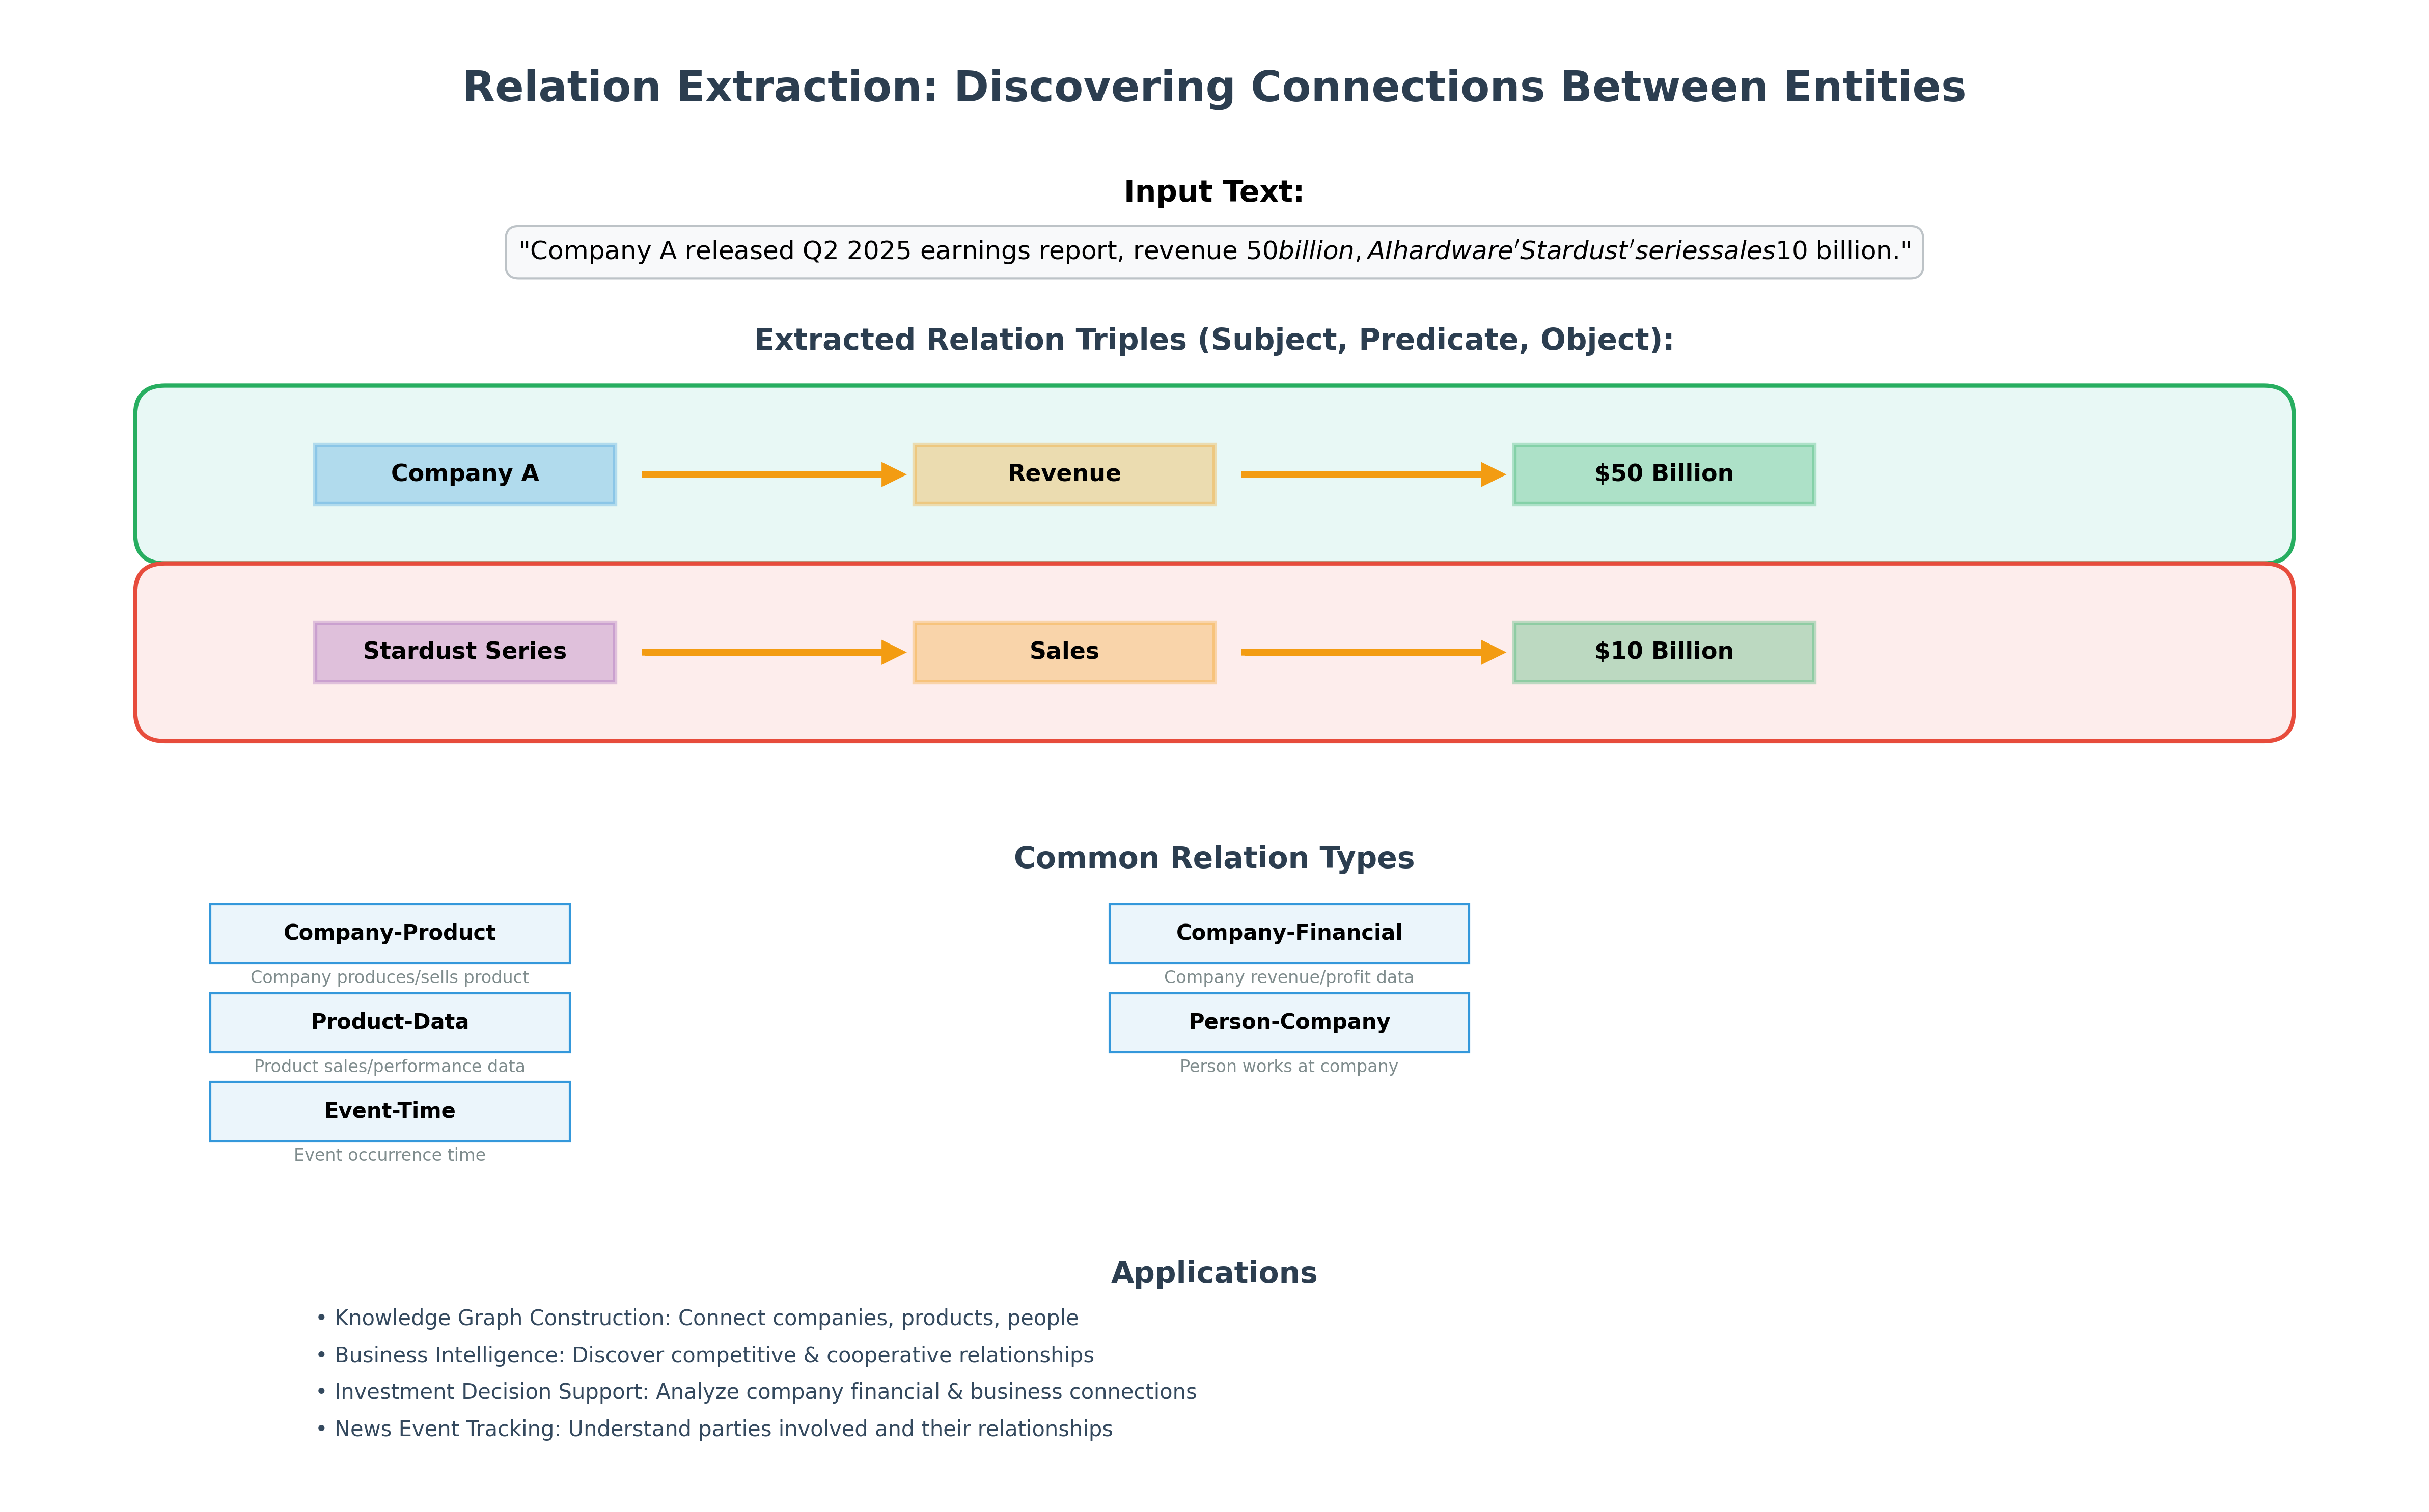 Relation Extraction: Discovering Connections Between Entities
Input Text:
"Company A released Q2 2025 earnings report, revenue 50billion,AIhardware′Stardust′seriessales10 billion."
Extracted Relation Triples (Subject, Predicate, Object):
Company A
Revenue
$50 Billion
Stardust Series
Sales
$10 Billion
Common Relation Types
Company-Product
Company produces/sells product
Company-Financial
Company revenue/profit data
Product-Data
Product sales/performance data
Person-Company
Person works at company
Event-Time
Event occurrence time
Applications
• Knowledge Graph Construction: Connect companies, products, people
• Business Intelligence: Discover competitive & cooperative relationships
• Investment Decision Support: Analyze company financial & business connections
• News Event Tracking: Understand parties involved and their relationships